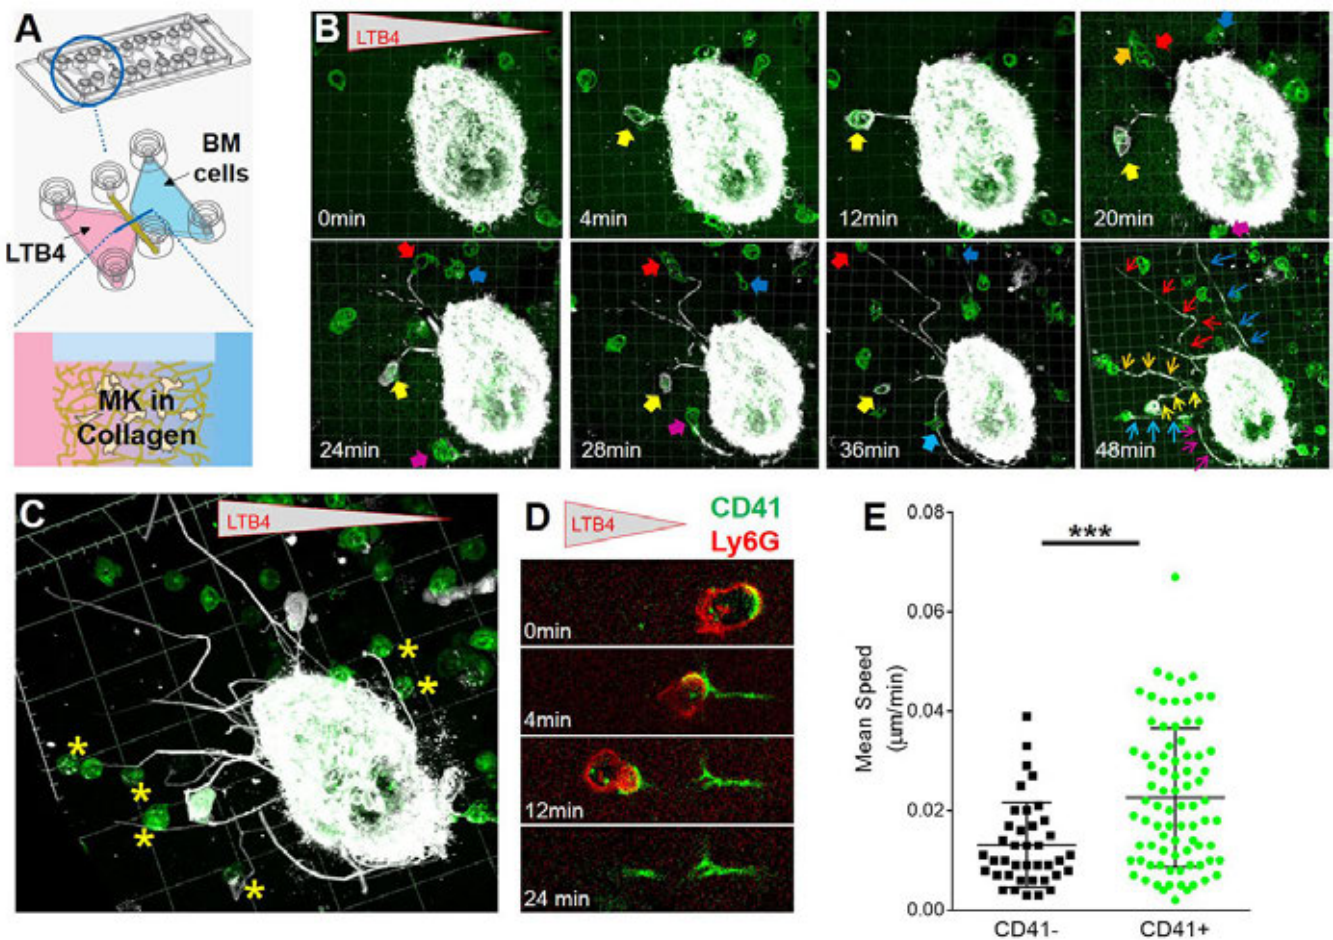 A
BM
cells
LTB4
MK in
Collagen
B
LTB4
0min
4min
12min
20min
24min
28min
36min
48min
C
LTB4
*
*
*
*
*
*
D
LTB4
CD41
Ly6G
0min
4min
12min
24 min
E
0.08
***
0.06
0.04
0.02
0.00
Mean Speed
(µm/min)
CD41-
CD41+